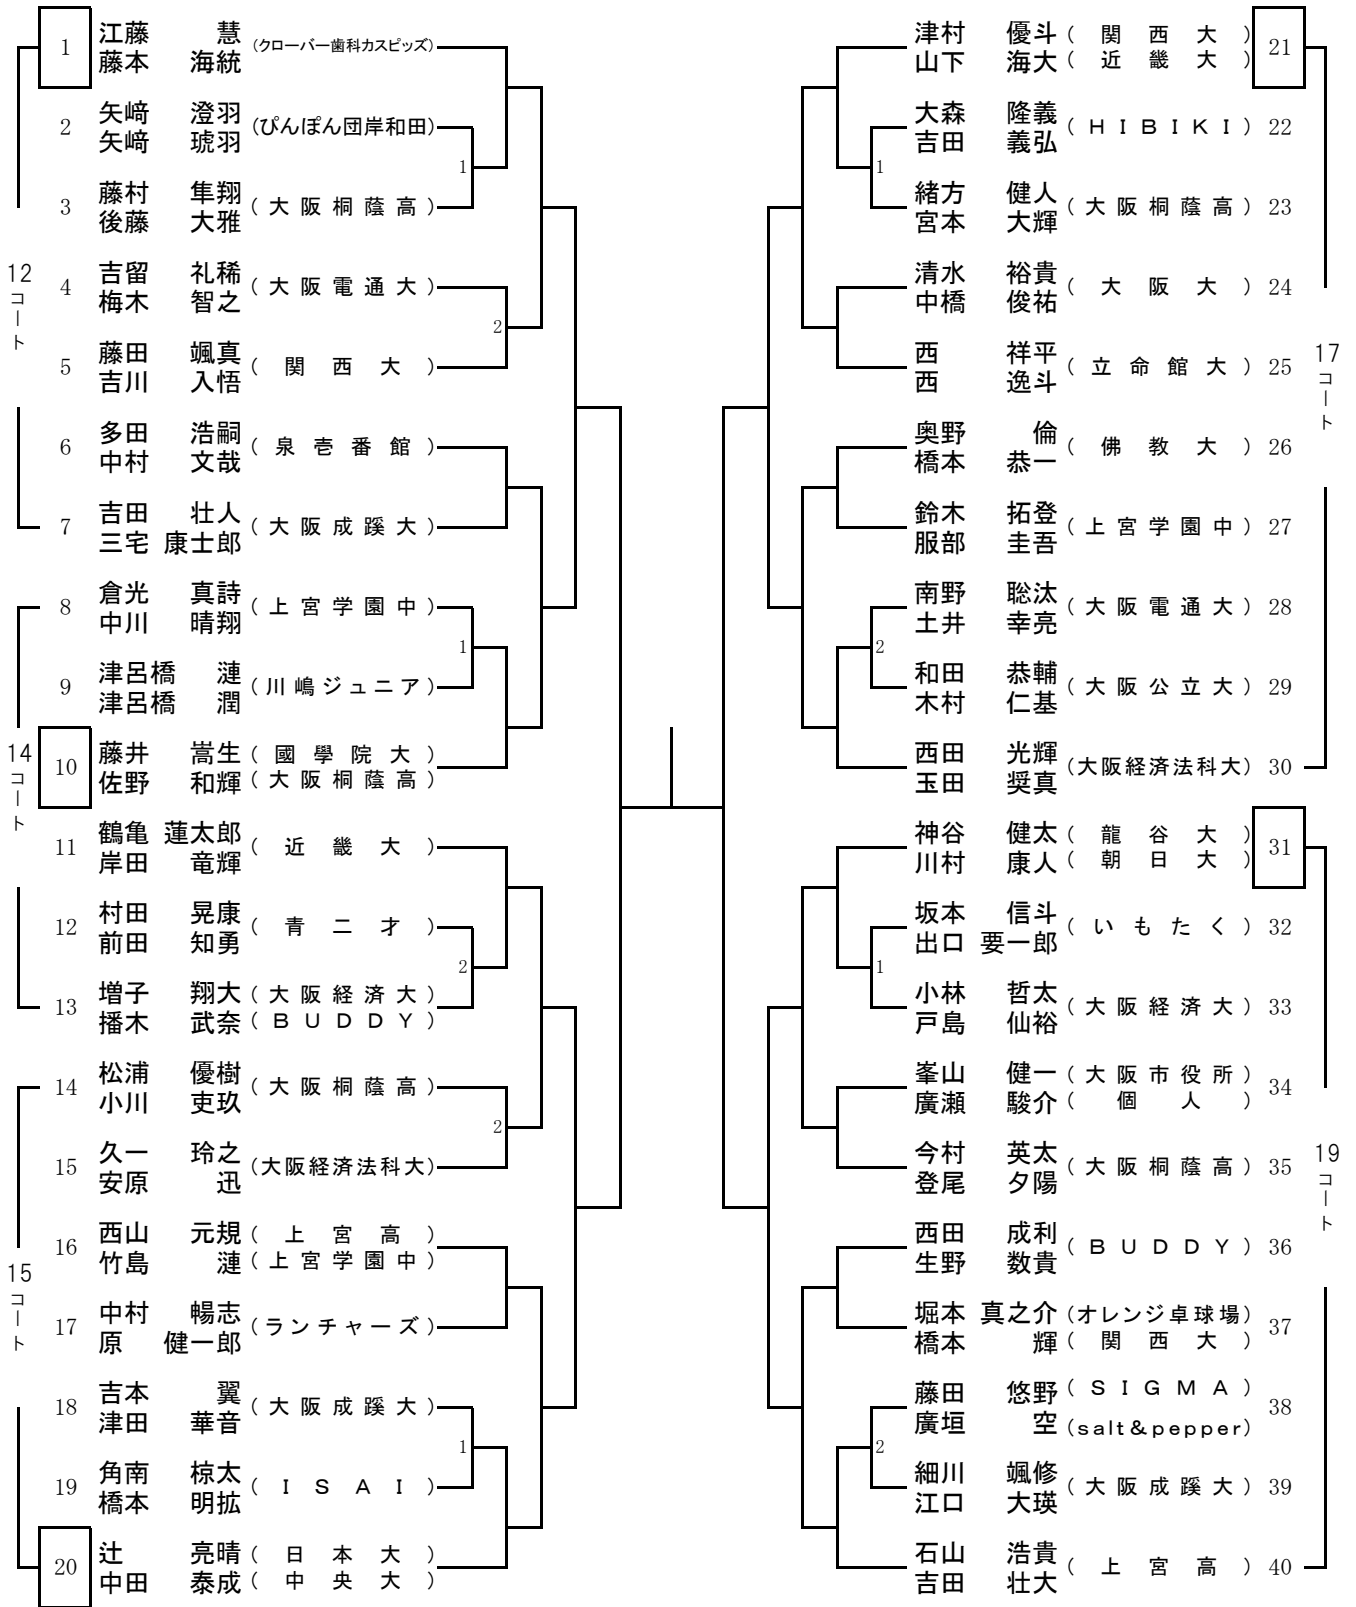 12コート
1 江藤 慧 (クローバー歯科カスピッズ)
藤本 海統
2 矢﨑 澄羽 (ぴんぽん団岸和田)
矢﨑 琥羽
1
3 藤村 隼翔 (大阪桐蔭高)
後藤 大雅
4 吉留 礼稀 (大阪電通大)
梅木 智之
2
5 藤田 颯真 (関西大)
吉川 入悟
6 多田 浩嗣 (泉壱番館)
中村 文哉
7 吉田 壮人 (大阪成蹊大)
三宅 康士郎
14コート
8 倉光 真詩 (上宮学園中)
中川 晴翔
1
9 津呂橋 漣 (川嶋ジュニア)
津呂橋 潤
10 藤井 嵩生 (國學院大)
佐野 和輝 (大阪桐蔭高)
11 鶴亀 蓮太郎 (近畿大)
岸田 竜輝
12 村田 晃康 (青二才)
前田 知勇
2
13 増子 翔大 (大阪経済大)
播木 武奈 (BUDDY)
15コート
14 松浦 優樹 (大阪桐蔭高)
小川 吏玖
2
15 久一 玲之 (大阪経済法科大)
安原 迅
16 西山 元規 (上宮高)
竹島 漣 (上宮学園中)
17 中村 暢志 (ランチャーズ)
原 健一郎
18 吉本 翼 (大阪成蹊大)
津田 華音
1
19 角南 椋太 (ISAI)
橋本 明拡
20 辻 亮晴 (日本大)
中田 泰成 (中央大)
17コート
津村 優斗 (関西大) 21
山下 海大 (近畿大)
大森 隆義 (HIBIKI) 22
吉田 義弘
1
緒方 健人 (大阪桐蔭高) 23
宮本 大輝
清水 裕貴 (大阪大) 24
中橋 俊祐
西 祥平 (立命館大) 25
西 逸斗
奥野 倫 (佛教大) 26
橋本 恭一
鈴木 拓登 (上宮学園中) 27
服部 圭吾
南野 聡汰 (大阪電通大) 28
土井 幸亮
2
和田 恭輔 (大阪公立大) 29
木村 仁基
西田 光輝 (大阪経済法科大) 30
玉田 奨真
19コート
神谷 健太 (龍谷大) 31
川村 康人 (朝日大)
坂本 信斗 (いもたく) 32
出口 要一郎
1
小林 哲太 (大阪経済大) 33
戸島 仙裕
峯山 健一 (大阪市役所) 34
廣瀬 駿介 (個人)
今村 英太 (大阪桐蔭高) 35
登尾 夕陽
西田 成利 (BUDDY) 36
生野 数貴
堀本 真之介 (オレンジ卓球場) 37
橋本 輝 (関西大)
藤田 悠野 (SIGMA) 38
廣垣 空 (salt&pepper)
2
細川 颯修 (大阪成蹊大) 39
江口 大瑛
石山 浩貴 (上宮高) 40
吉田 壮大